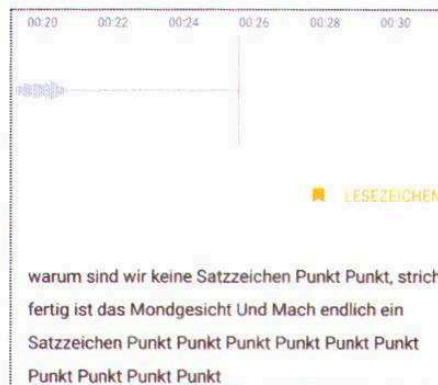 00:20 00:22 00:24 00:26 00:28 00:30
LESEZEICHEN
warum sind wir keine Satzzeichen Punkt Punkt, strich
fertig ist das Mondgesicht Und Mach endlich ein
Satzzeichen Punkt Punkt Punkt Punkt Punkt Punkt
Punkt Punkt Punkt Punkt